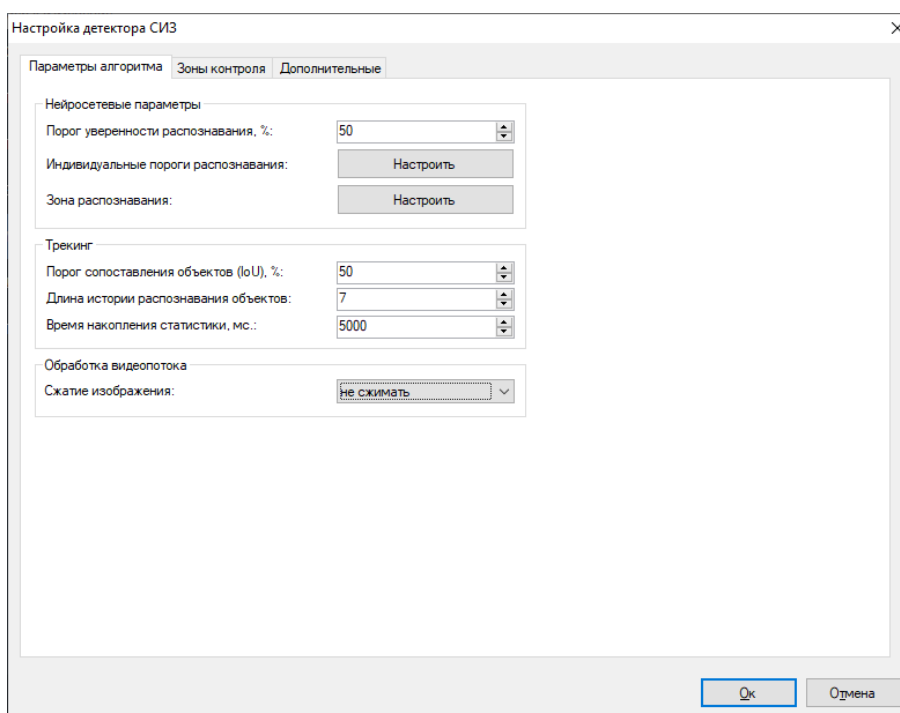 Настройка детектора СИЗ
Параметры алгоритма Зоны контроля Дополнительные
Нейросетевые параметры
Порог уверенности распознавания, %: 50
Индивидуальные пороги распознавания: Настроить
Зона распознавания: Настроить
Трекинг
Порог сопоставления объектов (IoU), %: 50
Длина истории распознавания объектов: 7
Время накопления статистики, мс.: 5000
Обработка видеопотока
Сжатие изображения: не сжимать
Ок Отмена